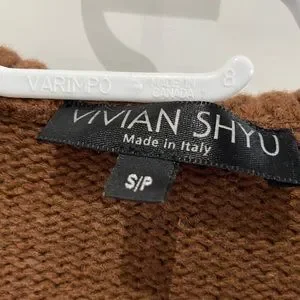 VARIMPO
MADE IN
CANADA
8
VIVIAN SHYU
Made in Italy
S/P